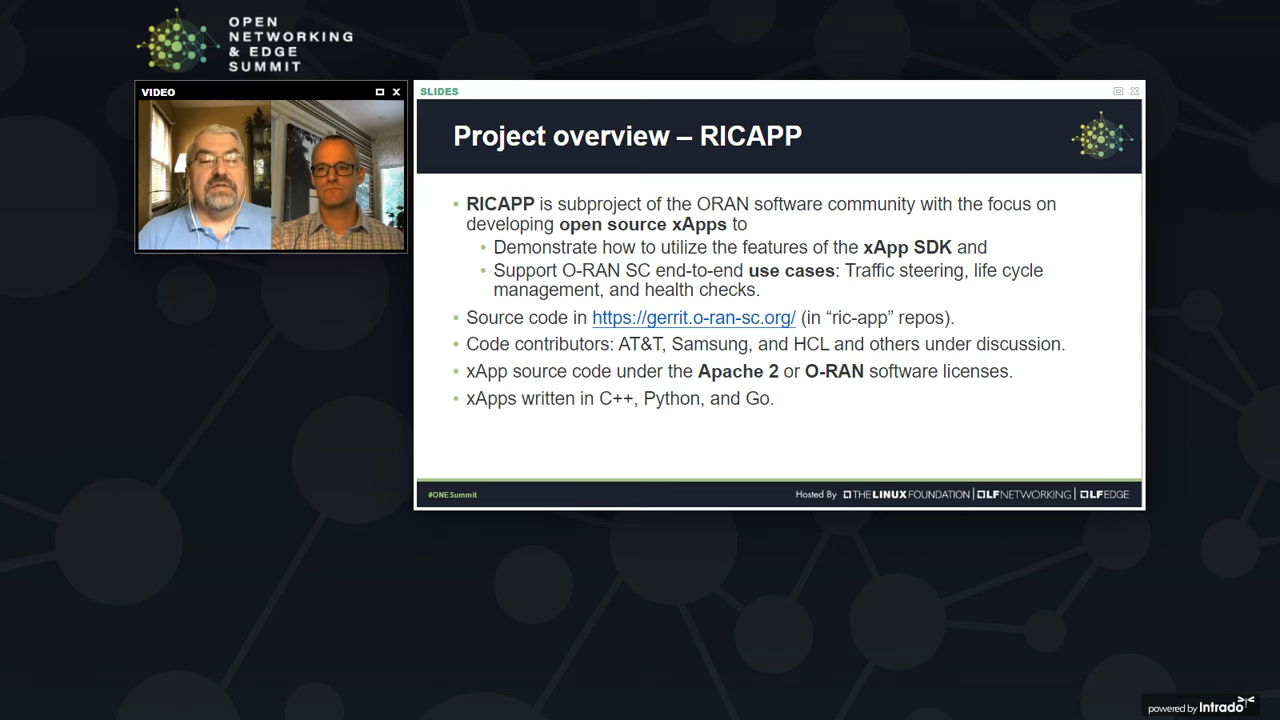 OPEN
NETWORKING
& EDGE
SUMMIT
VIDEO
SLIDES
Project overview – RICAPP
• RICAPP is subproject of the ORAN software community with the focus on
developing open source xApps to
• Demonstrate how to utilize the features of the xApp SDK and
• Support O-RAN SC end-to-end use cases: Traffic steering, life cycle
management, and health checks.
• Source code in https://gerrit.o-ran-sc.org/ (in “ric-app” repos).
• Code contributors: AT&T, Samsung, and HCL and others under discussion.
• xApp source code under the Apache 2 or O-RAN software licenses.
• xApps written in C++, Python, and Go.
#ONESummit
Hosted By THE LINUX FOUNDATION | LF NETWORKING | LF EDGE
powered by Intrado